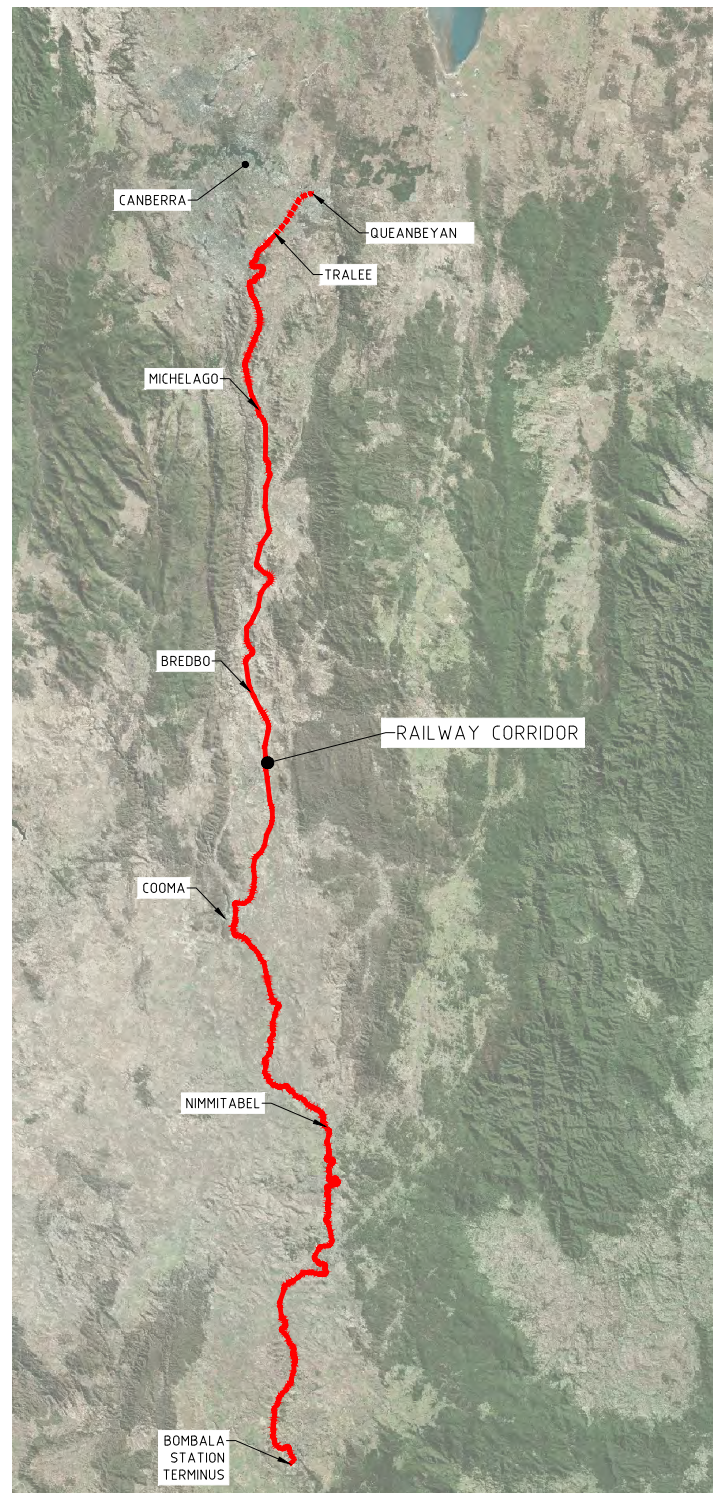 CANBERRA
QUEANBEYAN
TRALEE
MICHELAGO
BREDBO
RAILWAY CORRIDOR
COOMA
NIMMITABEL
BOMBALA
STATION
TERMINUS